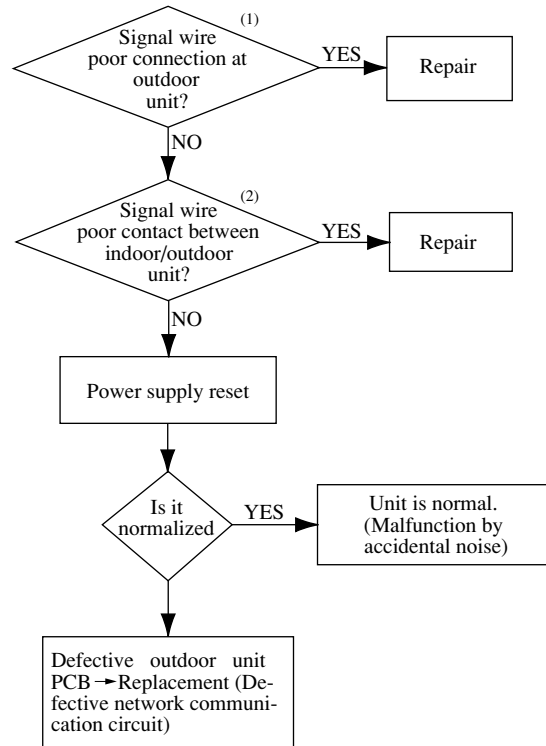 (1)
Signal wire
poor connection at
outdoor
unit?
YES
Repair
NO
(2)
Signal wire
poor contact between
indoor/outdoor
unit?
YES
Repair
NO
Power supply reset
Is it
normalized
YES
Unit is normal.
(Malfunction by
accidental noise)
Defective outdoor unit
PCB→Replacement (De-
fective network communi-
cation circuit)